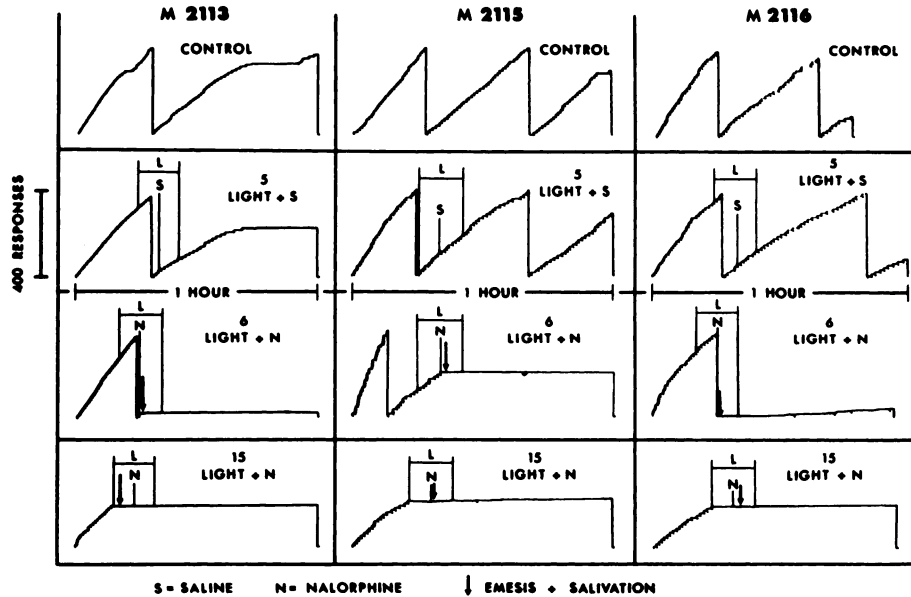 M 2113 M 2115 M 2116
CONTROL CONTROL CONTROL
400 RESPONSES
L
S
5
LIGHT + S
L
S
5
LIGHT + S
L
S
5
LIGHT + S
1 HOUR 1 HOUR 1 HOUR
L
N
6
LIGHT + N
L
N
6
LIGHT + N
L
N
6
LIGHT + N
L
N
15
LIGHT + N
L
N
15
LIGHT + N
L
N
15
LIGHT + N
S = SALINE N = NALORPHINE ↓ EMESIS + SALIVATION